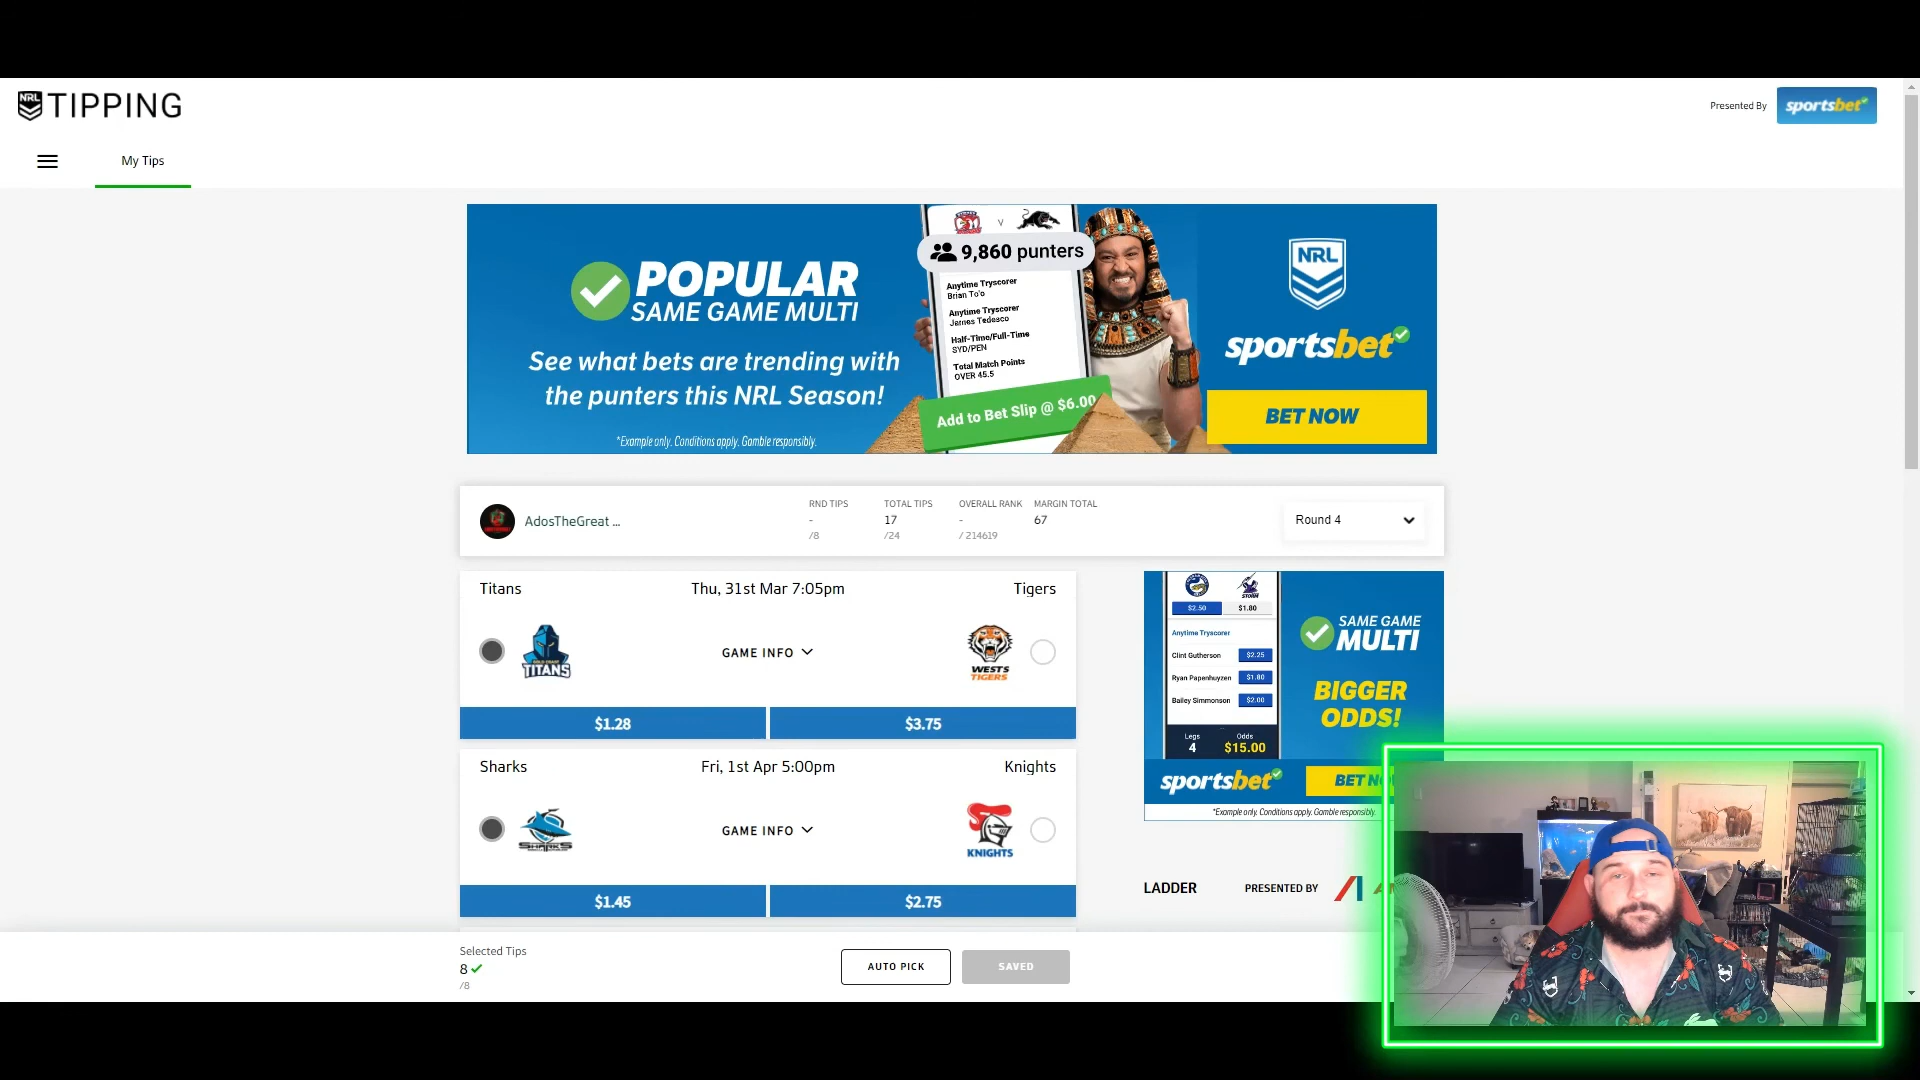 NRL TIPPING
Presented By
sportsbet
My Tips
9,860 punters
Anytime Tryscorer
Brian To'o
Anytime Tryscorer
James Tedesco
Half-Time/Full-Time
SYD/PEN
Total Match Points
OVER 45.5
Add to Bet Slip @ $6.00
POPULAR
SAME GAME MULTI
See what bets are trending with
the punters this NRL Season!
*Example only. Conditions apply. Gamble responsibly.
NRL
sportsbet
BET NOW
AdosTheGreat ...
RND TIPS
-
/8
TOTAL TIPS
17
/24
OVERALL RANK
-
/ 214619
MARGIN TOTAL
67
Round 4
Titans
Thu, 31st Mar 7:05pm
Tigers
GOLD COAST
TITANS
GAME INFO
WESTS
TIGERS
$1.28
$3.75
Sharks
Fri, 1st Apr 5:00pm
Knights
SHARKS
GAME INFO
KNIGHTS
$1.45
$2.75
STORM
$2.50
$1.80
Anytime Tryscorer
Clint Gutherson
$2.25
Ryan Papenhuyzen
$1.80
Bailey Simmonson
$2.00
Legs
4
Odds
$15.00
SAME GAME
MULTI
BIGGER
ODDS!
sportsbet
BET NO
*Example only. Conditions apply. Gamble responsibly.
LADDER
PRESENTED BY
Selected Tips
8
/8
AUTO PICK
SAVED